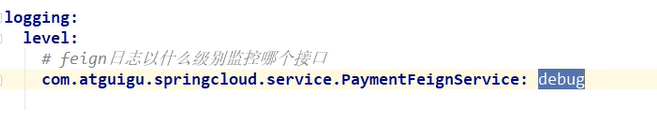 logging:
level:
# feign日志以什么级别监控哪个接口
com.atguigu.springcloud.service.PaymentFeignService: debug